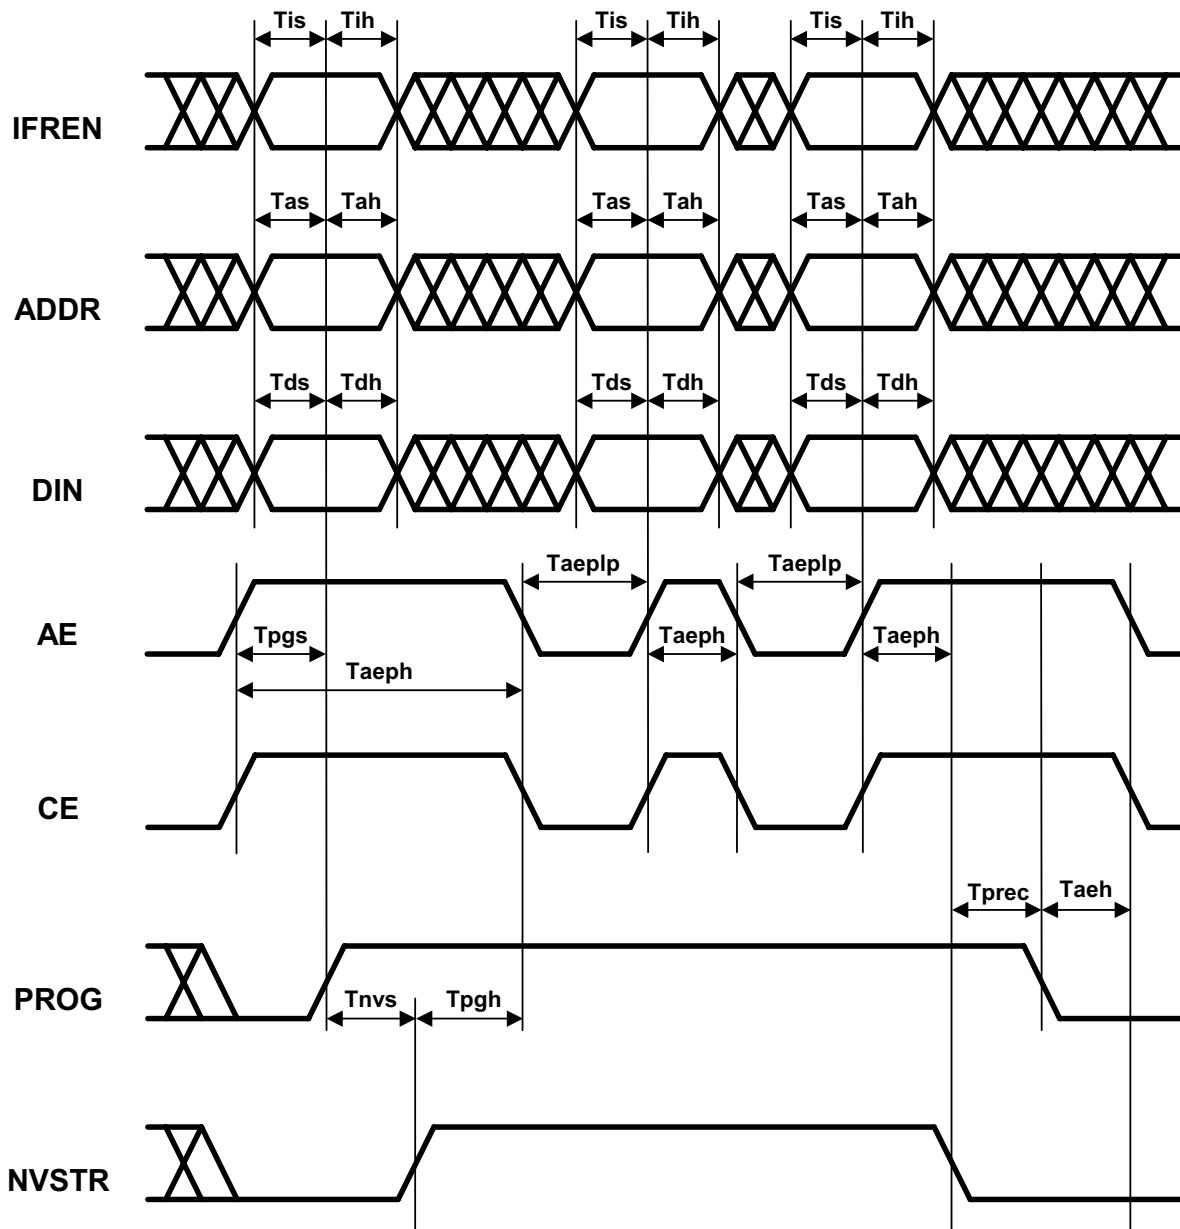 Tis Tih Tis Tih Tis Tih
IFREN
Tas Tah Tas Tah Tas Tah
ADDR
Tds Tdh Tds Tdh Tds Tdh
DIN
Taeplp Taeplp
AE
Tpgs Taeph Taeph
Taeph
CE
Tprec Taeh
PROG
Tnvs Tpgh
NVSTR